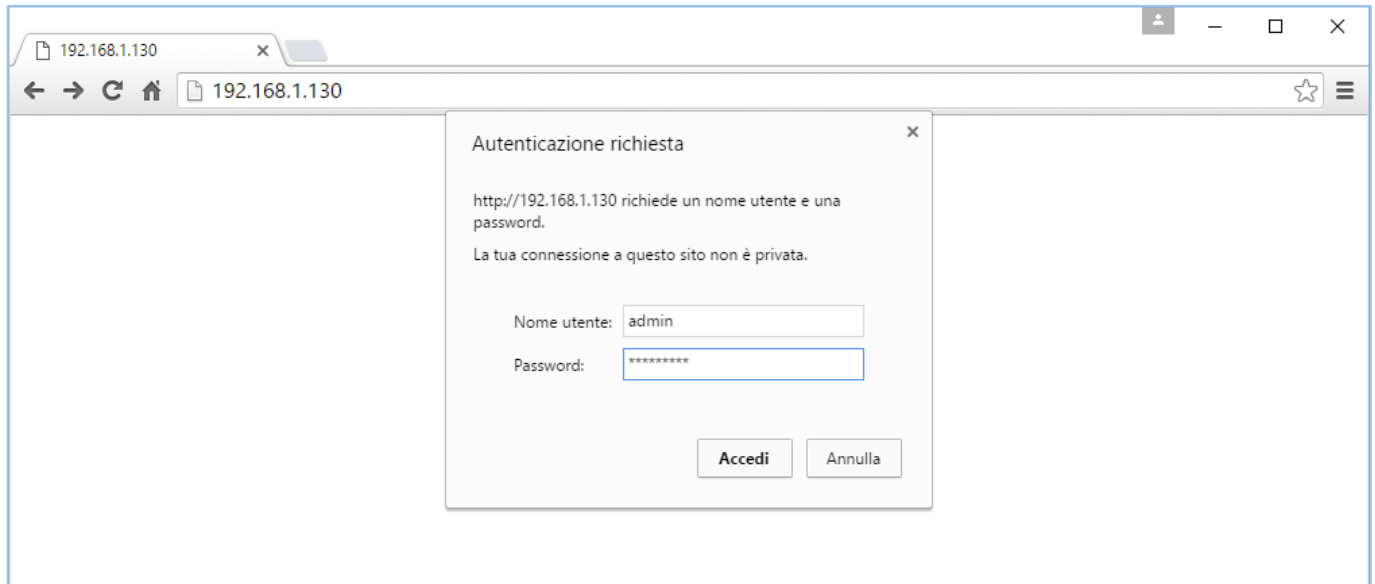 192.168.1.130
192.168.1.130
Autenticazione richiesta
http://192.168.1.130 richiede un nome utente e una
password.
La tua connessione a questo sito non è privata.
Nome utente: admin
Password: *********
Accedi Annulla